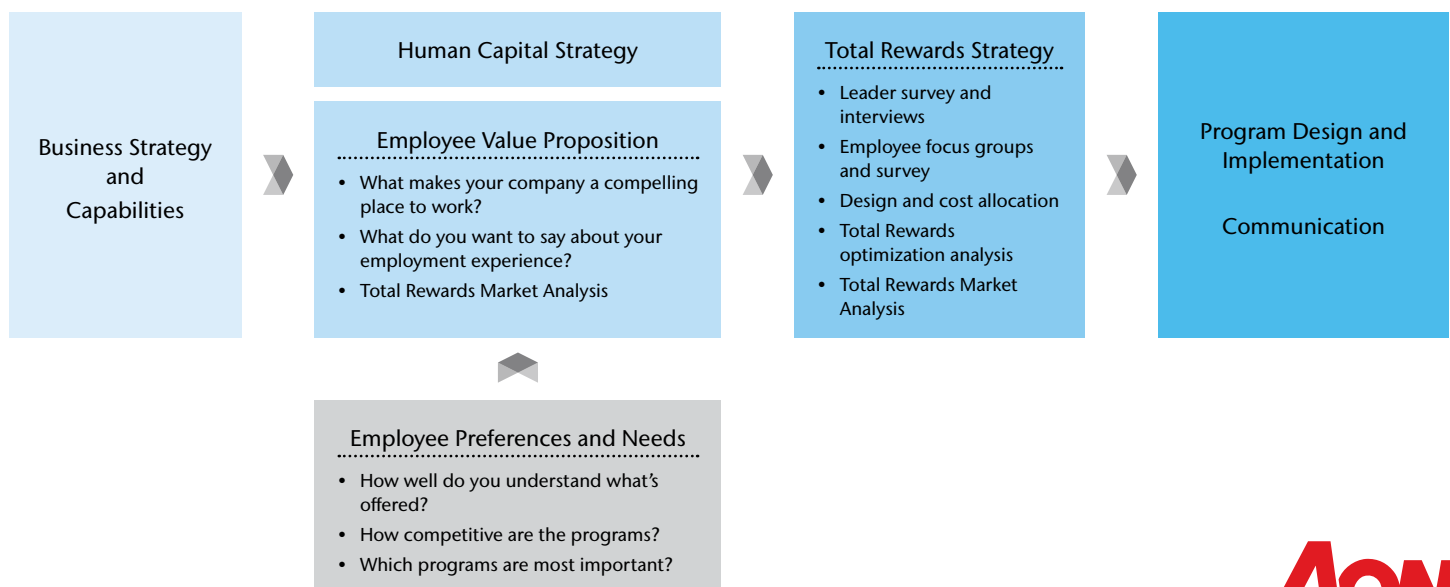 Business Strategy
and
Capabilities
Human Capital Strategy
Employee Value Proposition
• What makes your company a compelling
place to work?
• What do you want to say about your
employment experience?
• Total Rewards Market Analysis
Employee Preferences and Needs
• How well do you understand what’s
offered?
• How competitive are the programs?
• Which programs are most important?
Total Rewards Strategy
• Leader survey and
interviews
• Employee focus groups
and survey
• Design and cost allocation
• Total Rewards
optimization analysis
• Total Rewards Market
Analysis
Program Design and
Implementation
Communication
AON